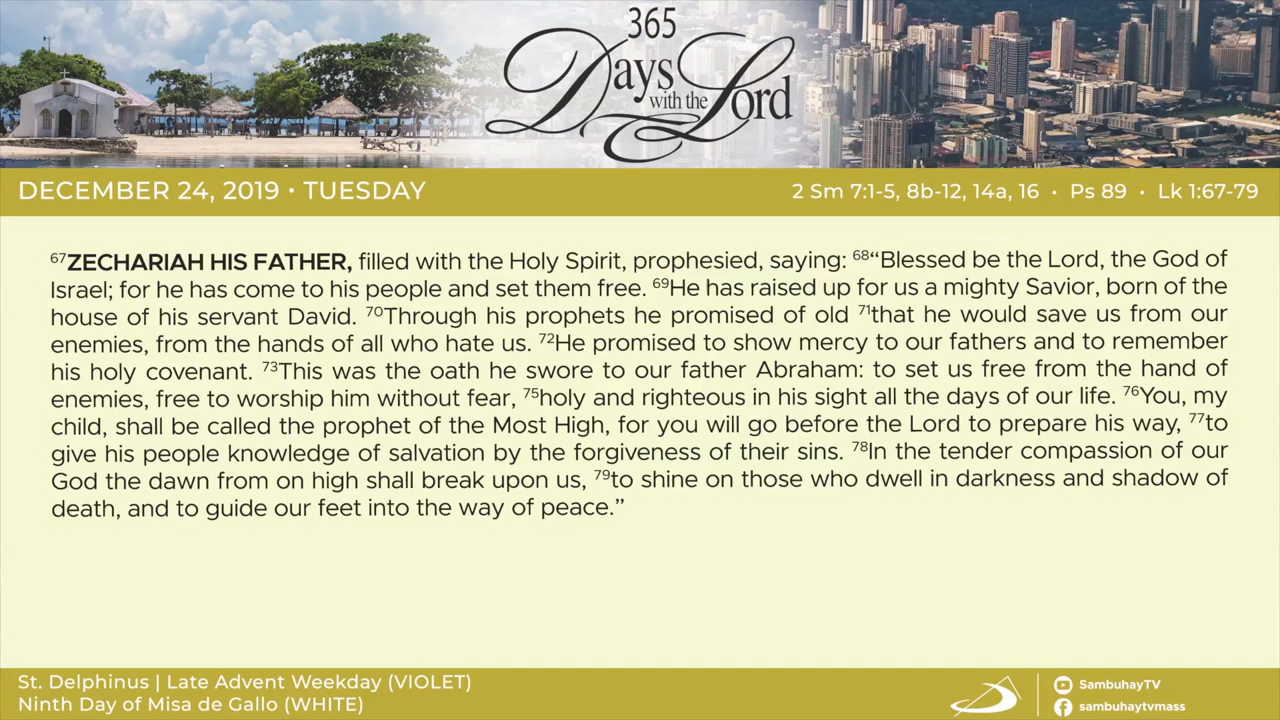 365
Days
with the
Lord
DECEMBER 24, 2019 • TUESDAY
2 Sm 7:1-5, 8b-12, 14a, 16 • Ps 89 • Lk 1:67-79
⁶⁷ZECHARIAH HIS FATHER, filled with the Holy Spirit, prophesied, saying: ⁶⁸“Blessed be the Lord, the God of
Israel; for he has come to his people and set them free. ⁶⁹He has raised up for us a mighty Savior, born of the
house of his servant David. ⁷⁰Through his prophets he promised of old ⁷¹that he would save us from our
enemies, from the hands of all who hate us. ⁷²He promised to show mercy to our fathers and to remember
his holy covenant. ⁷³This was the oath he swore to our father Abraham: to set us free from the hand of
enemies, free to worship him without fear, ⁷⁵holy and righteous in his sight all the days of our life. ⁷⁶You, my
child, shall be called the prophet of the Most High, for you will go before the Lord to prepare his way, ⁷⁷to
give his people knowledge of salvation by the forgiveness of their sins. ⁷⁸In the tender compassion of our
God the dawn from on high shall break upon us, ⁷⁹to shine on those who dwell in darkness and shadow of
death, and to guide our feet into the way of peace.”
St. Delphinus | Late Advent Weekday (VIOLET)
Ninth Day of Misa de Gallo (WHITE)
SambuhayTV
sambuhaytvmass